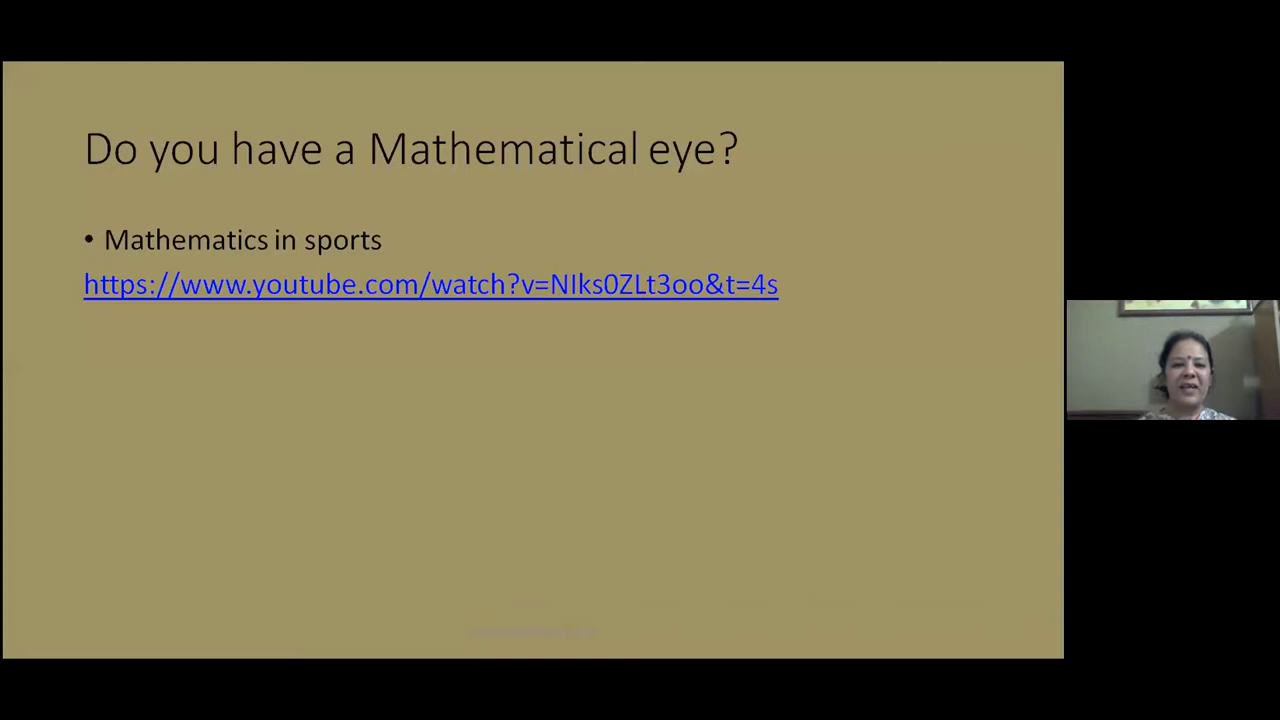 Do you have a Mathematical eye?
• Mathematics in sports
https://www.youtube.com/watch?v=NIks0ZLt3oo&t=4s